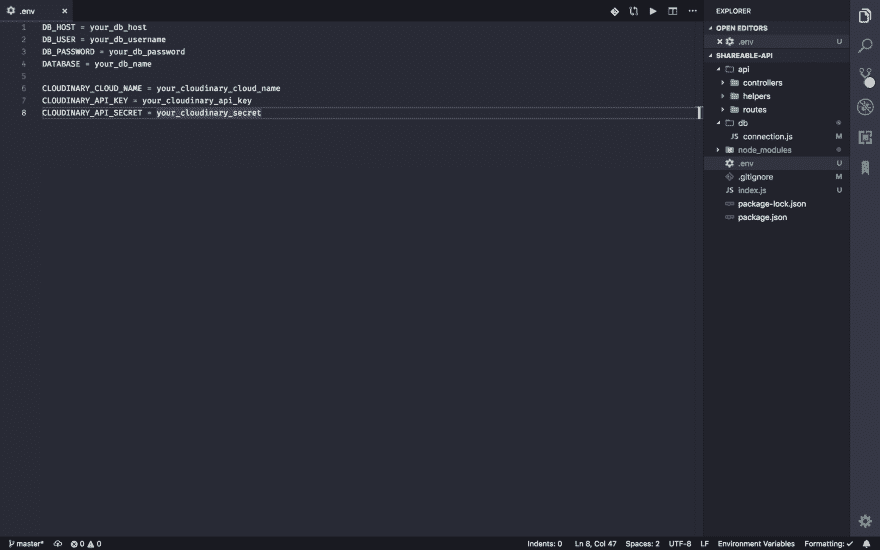 .env
1 DB_HOST = your_db_host
2 DB_USER = your_db_username
3 DB_PASSWORD = your_db_password
4 DATABASE = your_db_name
5
6 CLOUDINARY_CLOUD_NAME = your_cloudinary_cloud_name
7 CLOUDINARY_API_KEY = your_cloudinary_api_key
8 CLOUDINARY_API_SECRET = your_cloudinary_secret
EXPLORER
OPEN EDITORS
.env U
SHAREABLE-API
api
controllers
helpers
routes
db
JS connection.js M
node_modules
.env U
.gitignore M
JS index.js U
package-lock.json
package.json
master* 0 0 Indents: 0 Ln 8, Col 47 Spaces: 2 UTF-8 LF Environment Variables Formatting: ✓